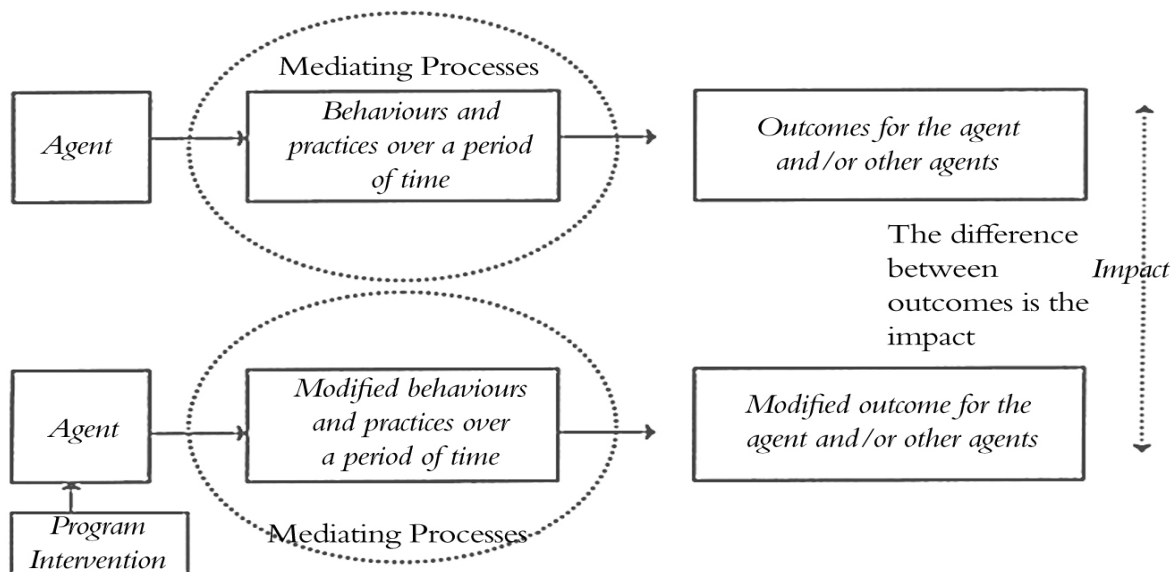 Mediating Processes
Agent
Behaviours and
practices over a period
of time
Outcomes for the agent
and/or other agents
The difference
between
outcomes is the
impact
Impact
Agent
Modified behaviours
and practices over
a period of time
Modified outcome for the
agent and/or other agents
Program
Intervention
Mediating Processes